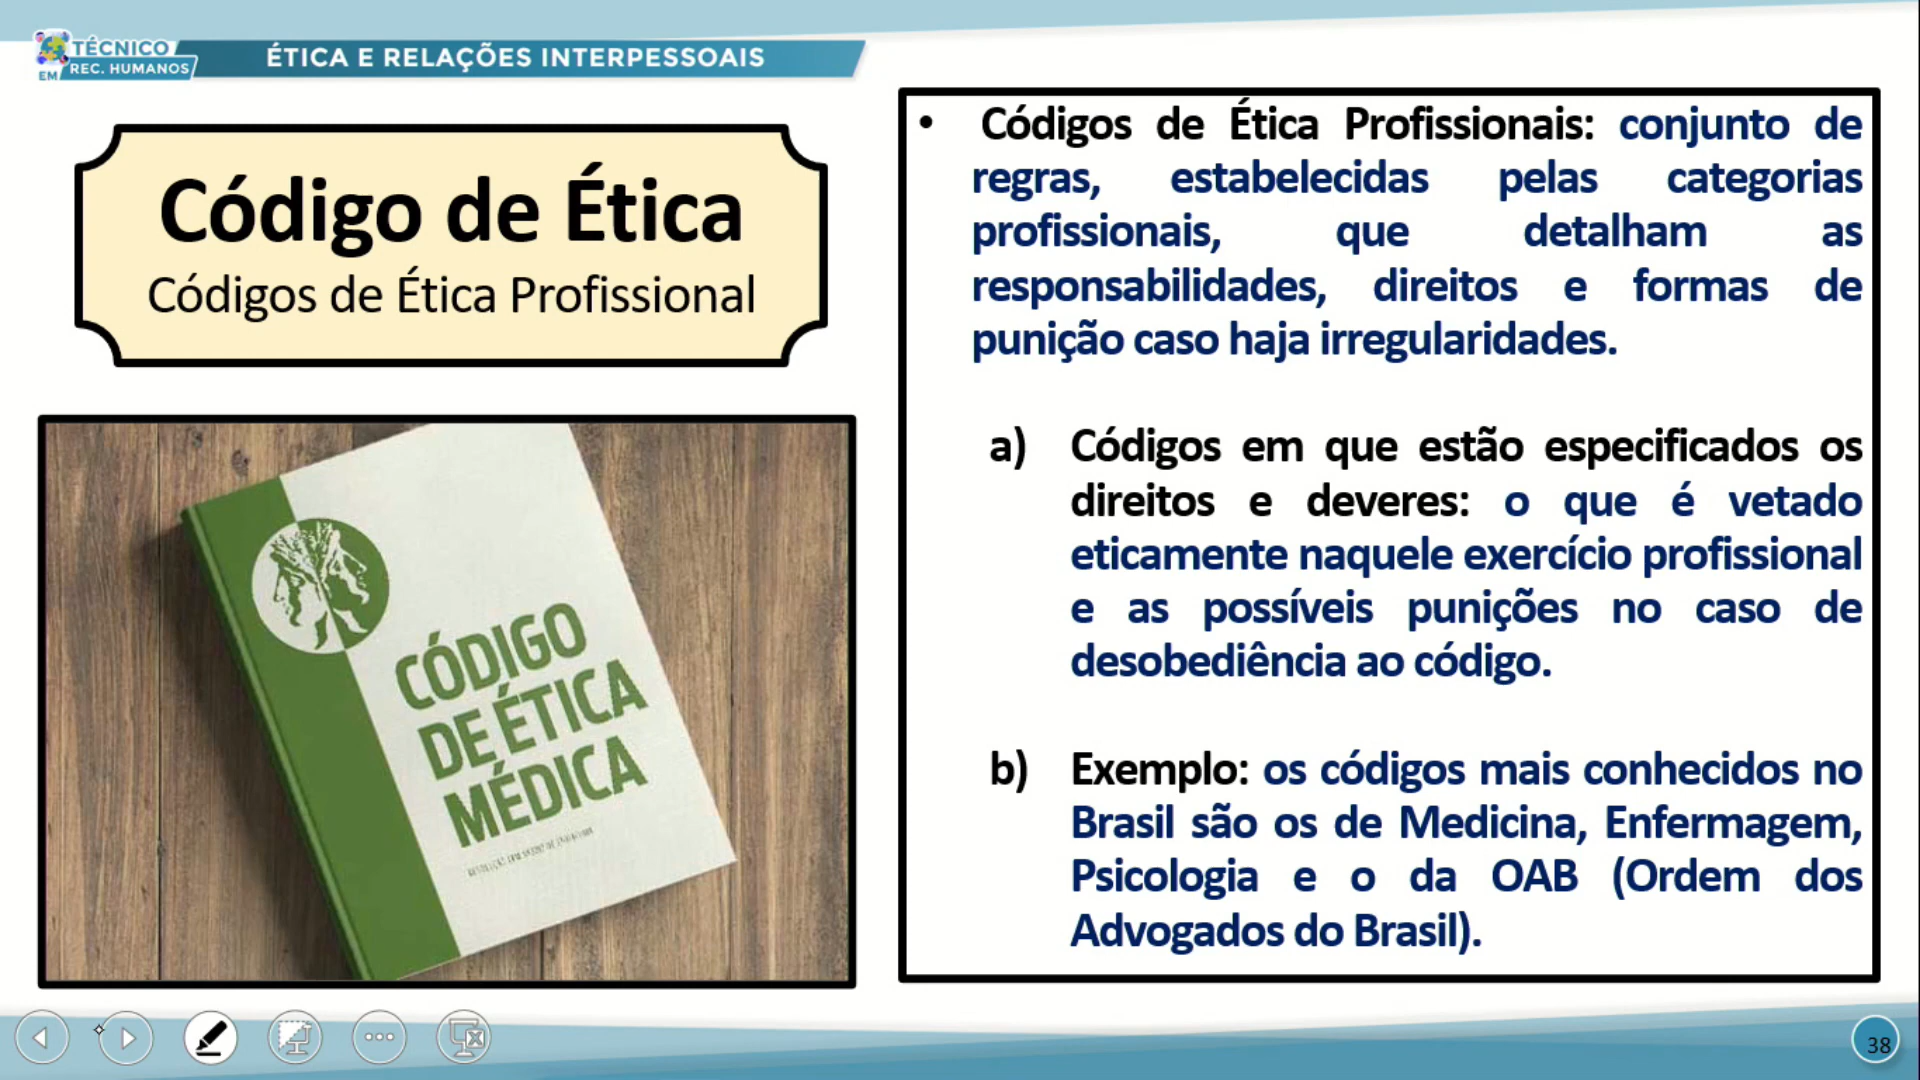 TÉCNICO
EM REC. HUMANOS
ÉTICA E RELAÇÕES INTERPESSOAIS
Código de Ética
Códigos de Ética Profissional
CÓDIGO
DE ÉTICA
MÉDICA
• Códigos de Ética Profissionais: conjunto de
regras, estabelecidas pelas categorias
profissionais, que detalham as
responsabilidades, direitos e formas de
punição caso haja irregularidades.
a) Códigos em que estão especificados os
direitos e deveres: o que é vetado
eticamente naquele exercício profissional
e as possíveis punições no caso de
desobediência ao código.
b) Exemplo: os códigos mais conhecidos no
Brasil são os de Medicina, Enfermagem,
Psicologia e o da OAB (Ordem dos
Advogados do Brasil).
38